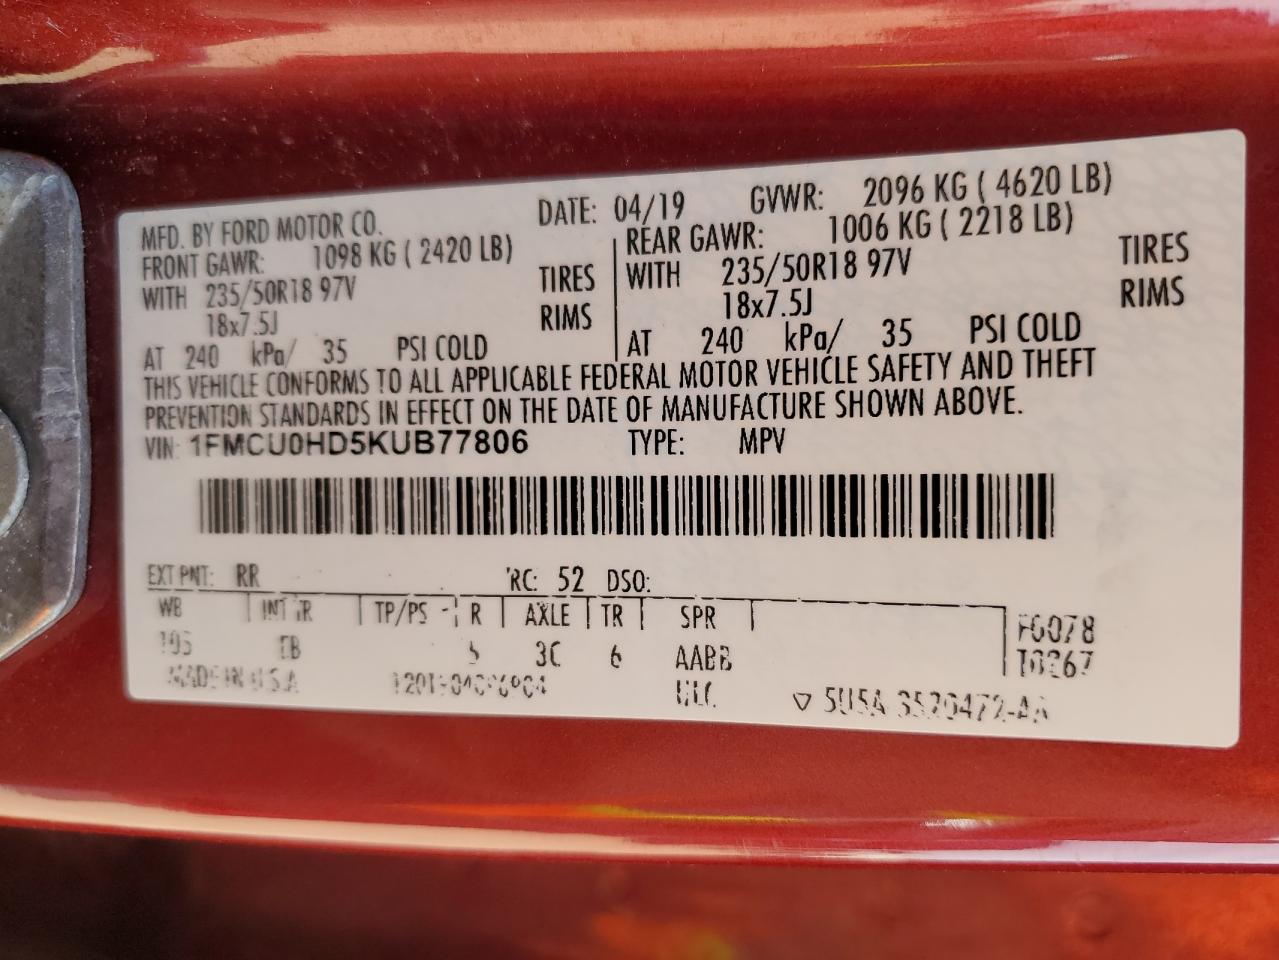 MFD. BY FORD MOTOR CO. DATE: 04/19 GVWR: 2096 KG ( 4620 LB)
FRONT GAWR: 1098 KG ( 2420 LB) REAR GAWR: 1006 KG ( 2218 LB)
WITH 235/50R18 97V TIRES WITH 235/50R18 97V TIRES
18x7.5J RIMS 18x7.5J RIMS
AT 240 kPa/ 35 PSI COLD AT 240 kPa/ 35 PSI COLD
THIS VEHICLE CONFORMS TO ALL APPLICABLE FEDERAL MOTOR VEHICLE SAFETY AND THEFT
PREVENTION STANDARDS IN EFFECT ON THE DATE OF MANUFACTURE SHOWN ABOVE.
VIN: 1FMCU0HD5KUB77806 TYPE: MPV
EXT PNT: RR RC: 52 DSO:
WB INT TR TP/PS R AXLE TR SPR F0078
105 3C 6 AABB
MADE IN U.S.A